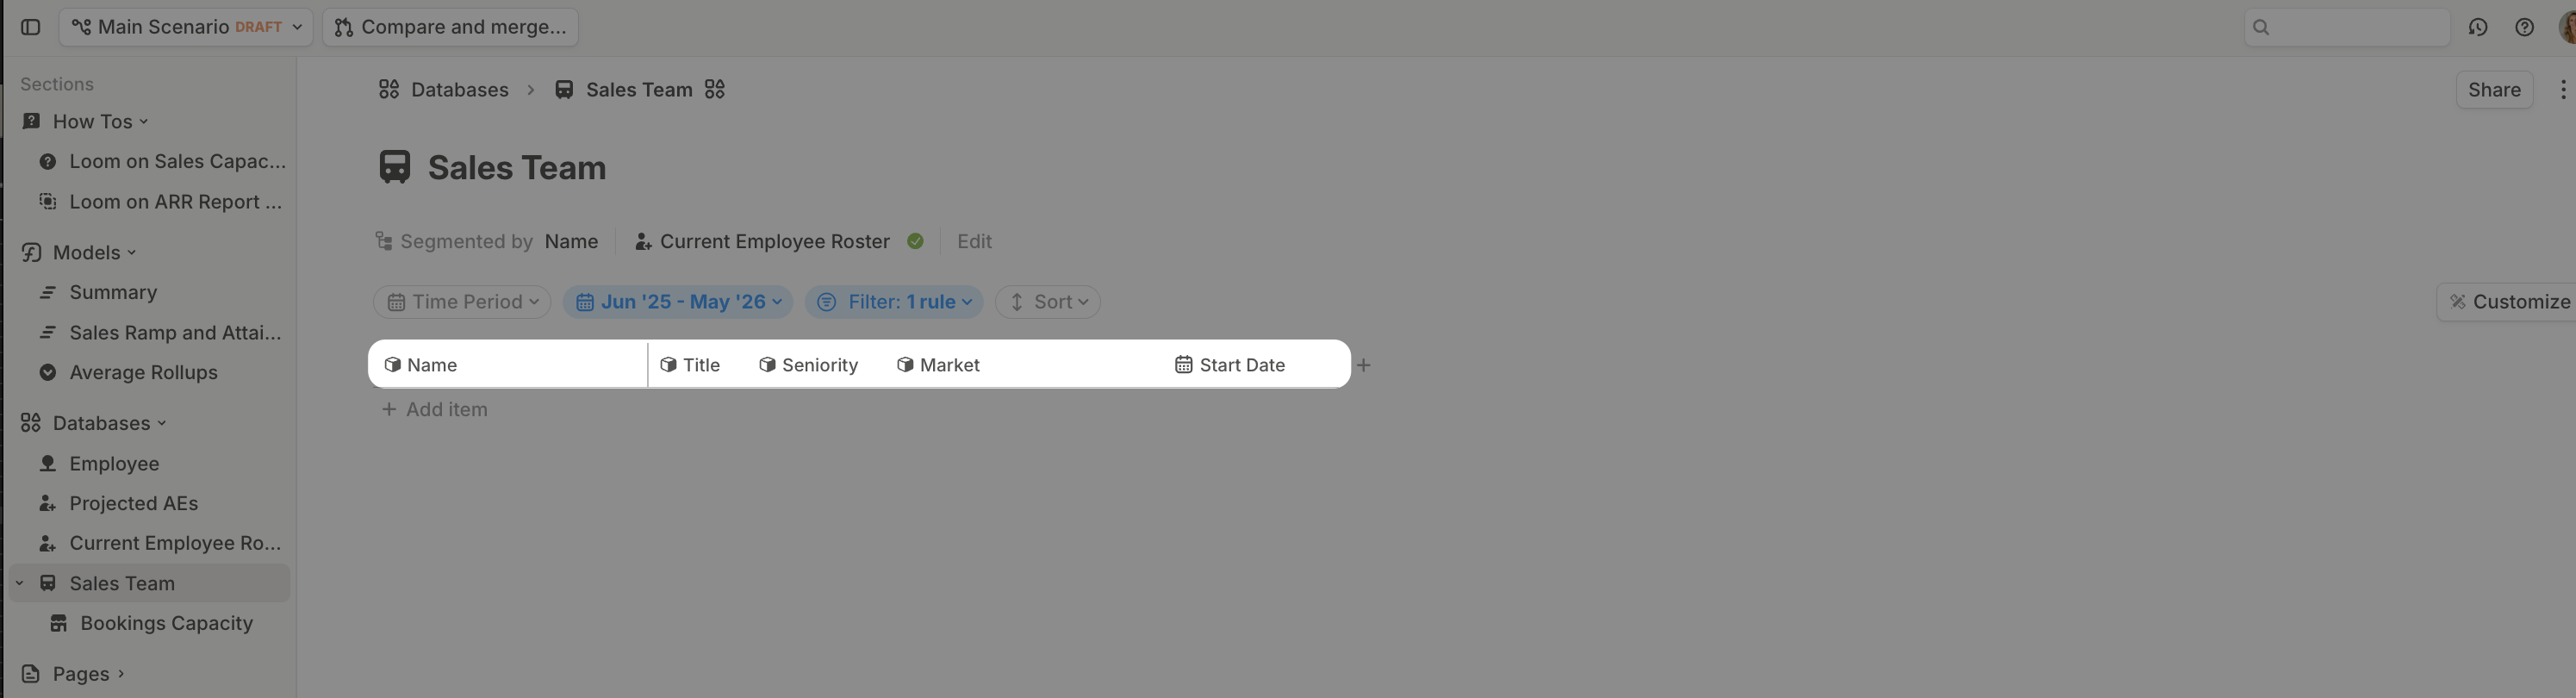 Main Scenario DRAFT
Compare and merge...
Sections
How Tos
Loom on Sales Capac...
Loom on ARR Report ...
Models
Summary
Sales Ramp and Attai...
Average Rollups
Databases
Employee
Projected AEs
Current Employee Ro...
Sales Team
Bookings Capacity
Pages
Databases > Sales Team
Share
Sales Team
Segmented by Name Current Employee Roster Edit
Time Period Jun '25 - May '26 Filter: 1 rule Sort
Customize
Name Title Seniority Market Start Date +
+ Add item